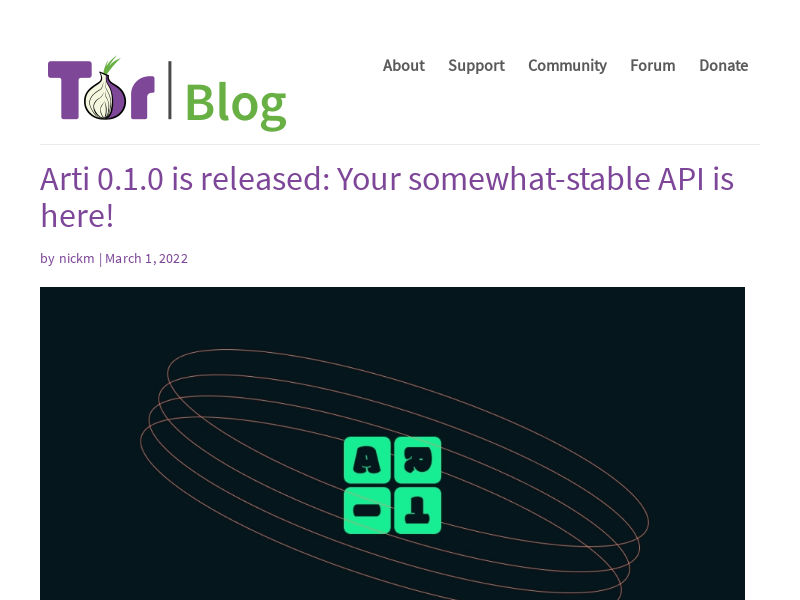 Tor | Blog
About Support Community Forum Donate
Arti 0.1.0 is released: Your somewhat-stable API is
here!
by nickm | March 1, 2022
AR
TI